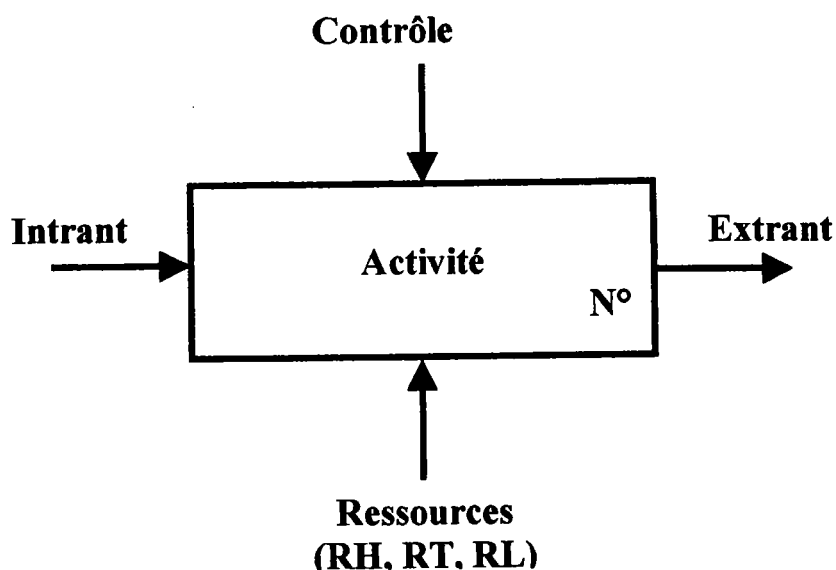 Contrôle
Intrant
Activité
Extrant
N°
Ressources
(RH, RT, RL)